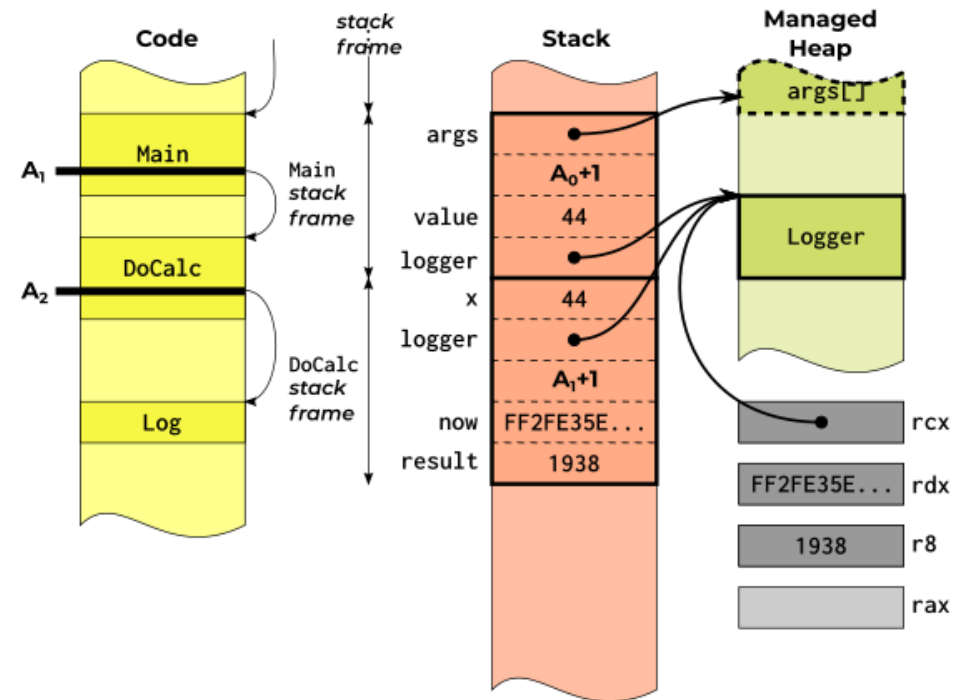 stack
frame
Code
Stack
Managed
Heap
args[]
args
Main
A₁
A₀+1
Main
stack
frame
value
44
Logger
logger
DoCalc
A₂
x
44
logger
DoCalc
stack
frame
A₁+1
Log
now
FF2FE35E...
rcx
result
1938
FF2FE35E...
rdx
1938
r8
rax